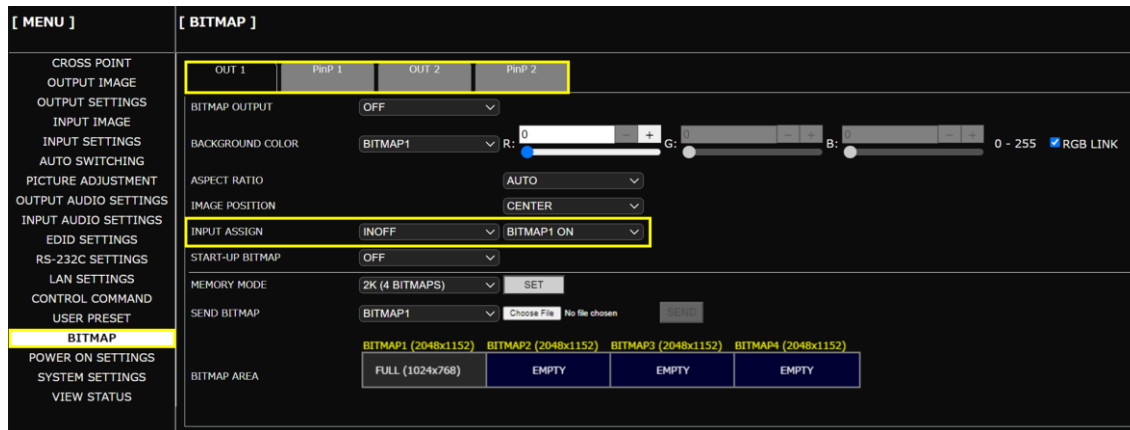 [ MENU ]
[ BITMAP ]
CROSS POINT
OUTPUT IMAGE
OUTPUT SETTINGS
INPUT IMAGE
INPUT SETTINGS
AUTO SWITCHING
PICTURE ADJUSTMENT
OUTPUT AUDIO SETTINGS
INPUT AUDIO SETTINGS
EDID SETTINGS
RS-232C SETTINGS
LAN SETTINGS
CONTROL COMMAND
USER PRESET
BITMAP
POWER ON SETTINGS
SYSTEM SETTINGS
VIEW STATUS
OUT 1 PinP 1 OUT 2 PinP 2
BITMAP OUTPUT OFF
BACKGROUND COLOR BITMAP1 R: 0 - + G: 0 - + B: 0 - + 0 - 255 RGB LINK
ASPECT RATIO AUTO
IMAGE POSITION CENTER
INPUT ASSIGN INOFF BITMAP1 ON
START-UP BITMAP OFF
MEMORY MODE 2K (4 BITMAPS) SET
SEND BITMAP BITMAP1 Choose File No file chosen SEND
BITMAP1 (2048x1152) BITMAP2 (2048x1152) BITMAP3 (2048x1152) BITMAP4 (2048x1152)
BITMAP AREA FULL (1024x768) EMPTY EMPTY EMPTY